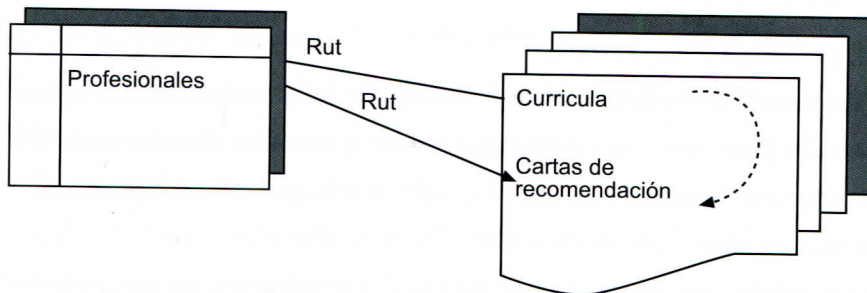 Rut
Profesionales
Rut
Curricula
Cartas de
recomendación